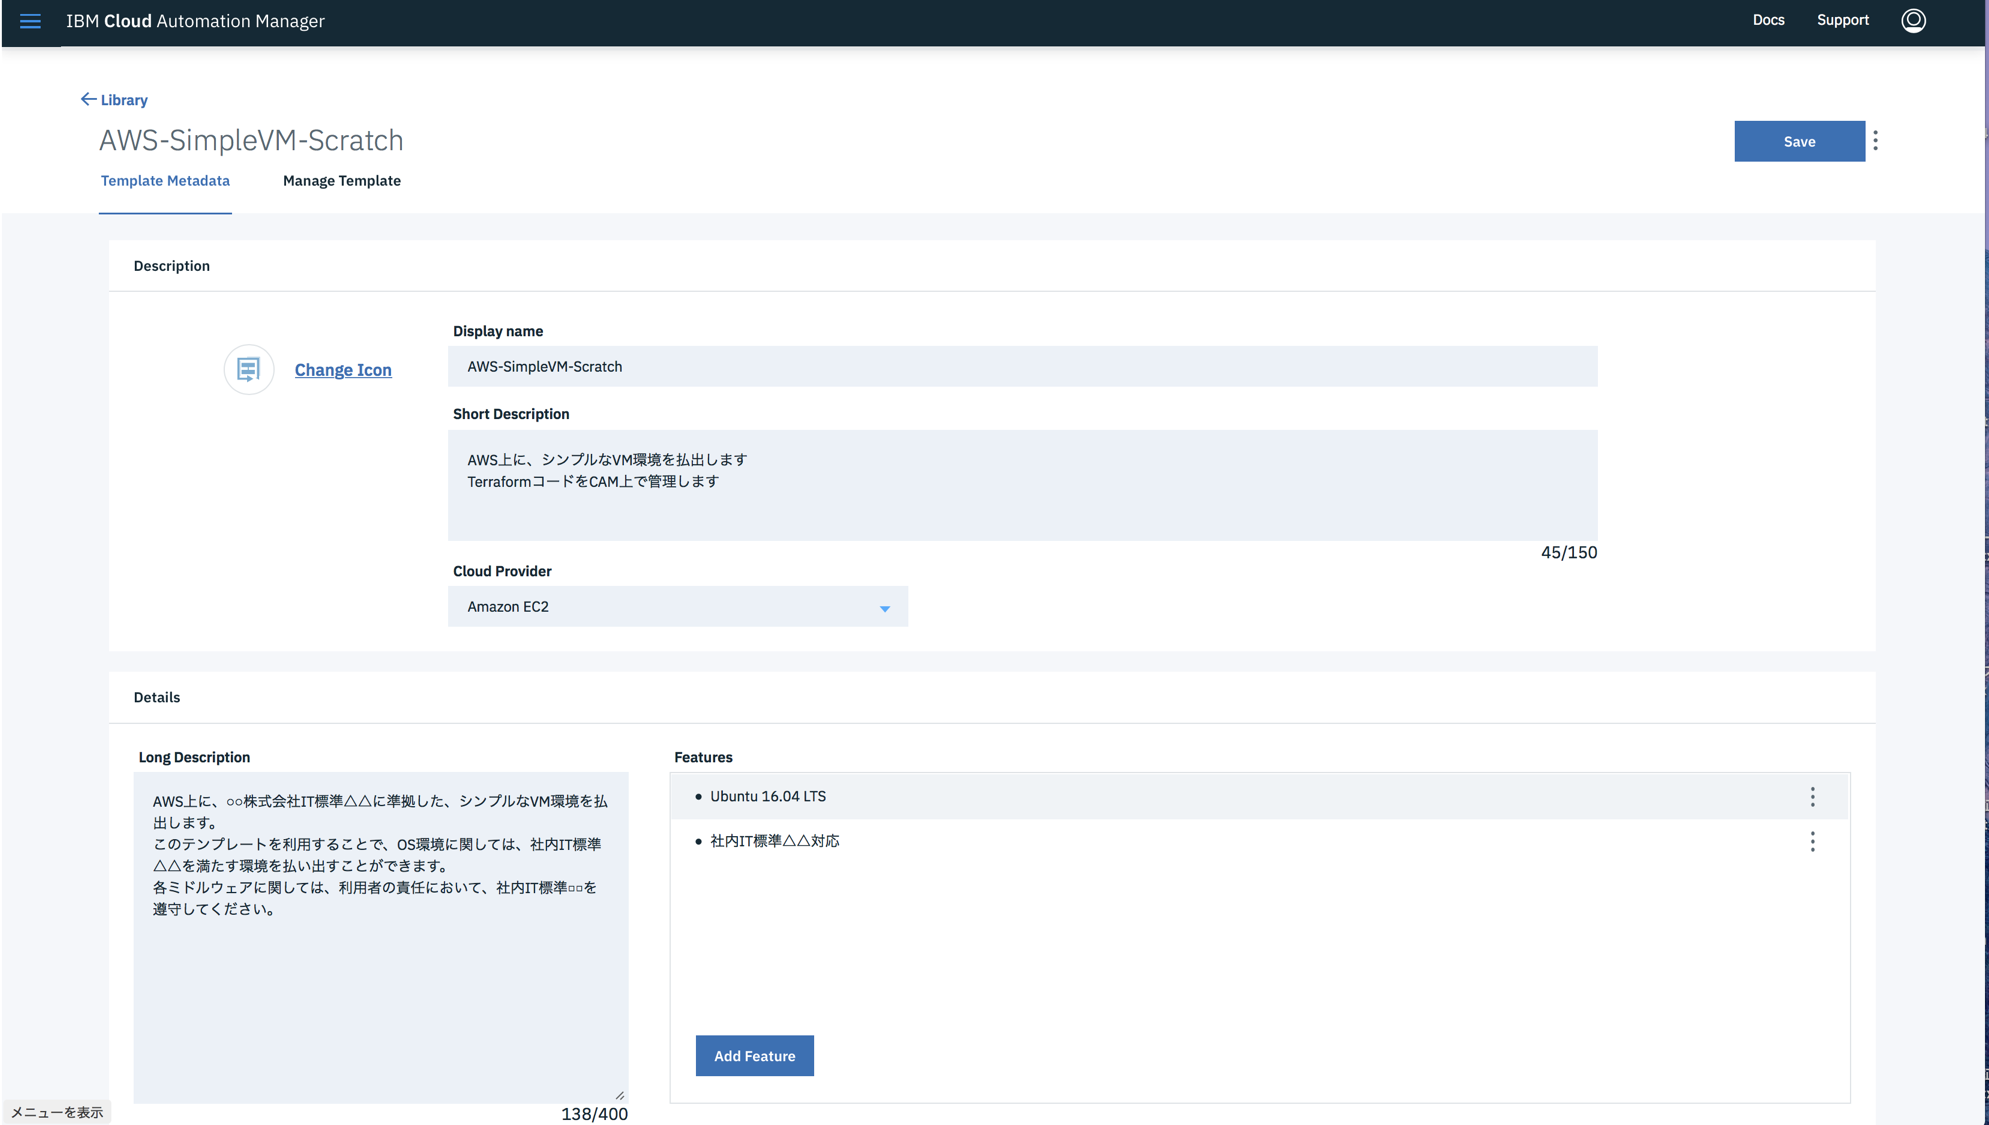 IBM Cloud Automation Manager
Docs
Support
Library
AWS-SimpleVM-Scratch
Save
Template Metadata
Manage Template
Description
Change Icon
Display name
AWS-SimpleVM-Scratch
Short Description
AWS上に、シンプルなVM環境を払出します
TerraformコードをCAM上で管理します
45/150
Cloud Provider
Amazon EC2
Details
Long Description
AWS上に、○○株式会社IT標準△△に準拠した、シンプルなVM環境を払
出します。
このテンプレートを利用することで、OS環境に関しては、社内IT標準
△△を満たす環境を払い出すことができます。
各ミドルウェアに関しては、利用者の責任において、社内IT標準□□を
遵守してください。
138/400
Features
• Ubuntu 16.04 LTS
• 社内IT標準△△対応
Add Feature
メニューを表示